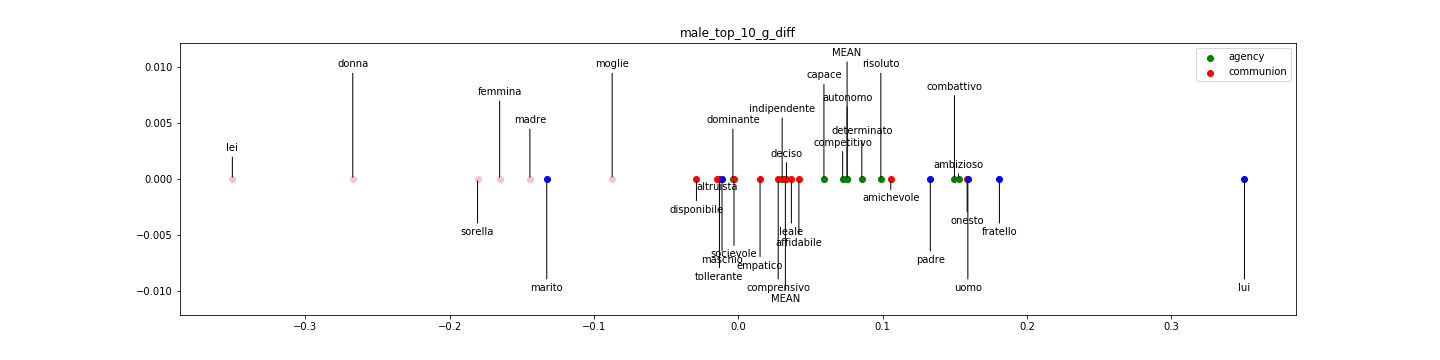 male_top_10_g_diff
MEAN
0.010
donna
moglie
risoluto
agency
communion
capace
combattivo
femmina
autonomo
0.005
madre
dominante
indipendente
determinato
competitivo
lei
deciso
ambizioso
0.000
altruista
amichevole
disponibile
onesto
-0.005
sorella
leale
fratello
affidabile
socievole
maschio
empatico
padre
tollerante
-0.010
marito
comprensivo
uomo
lui
MEAN
-0.3
-0.2
-0.1
0.0
0.1
0.2
0.3